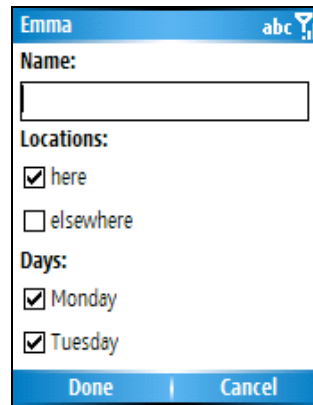 Emma abc
Name:
Locations:
here
elsewhere
Days:
Monday
Tuesday
Done Cancel